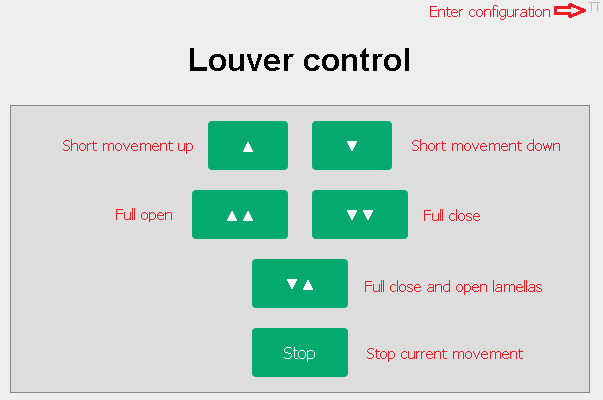 Enter configuration TT
Louver control
Short movement up ▲ ▼ Short movement down
Full open ▲▲ ▼▼ Full close
▼▲ Full close and open lamellas
Stop Stop current movement